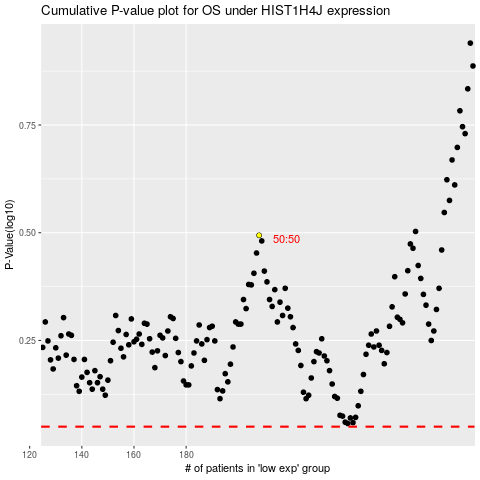 Cumulative P-value plot for OS under HIST1H4J expression
P-Value(log10)
0.75
0.50
0.25
0
50:50
120 140 160 180
# of patients in 'low exp' group